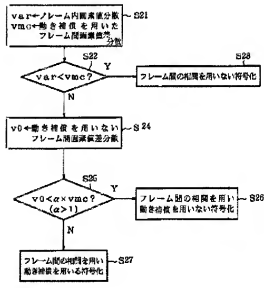 var←フレーム内画素値分散
vmc←動き補償を用いた
フレーム間画素値差
分散
S21
S22
var<vmc?
Y
S23
フレーム間の相関を用いない符号化
N
v0←動き補償を用いない
フレーム間画素値差分散
S24
S25
v0<α×vmc?
(α>1)
Y
フレーム間の相関を用い
動き補償を用いない符号化
S26
N
フレーム間の相関を用い
動き補償を用いる符号化
S27